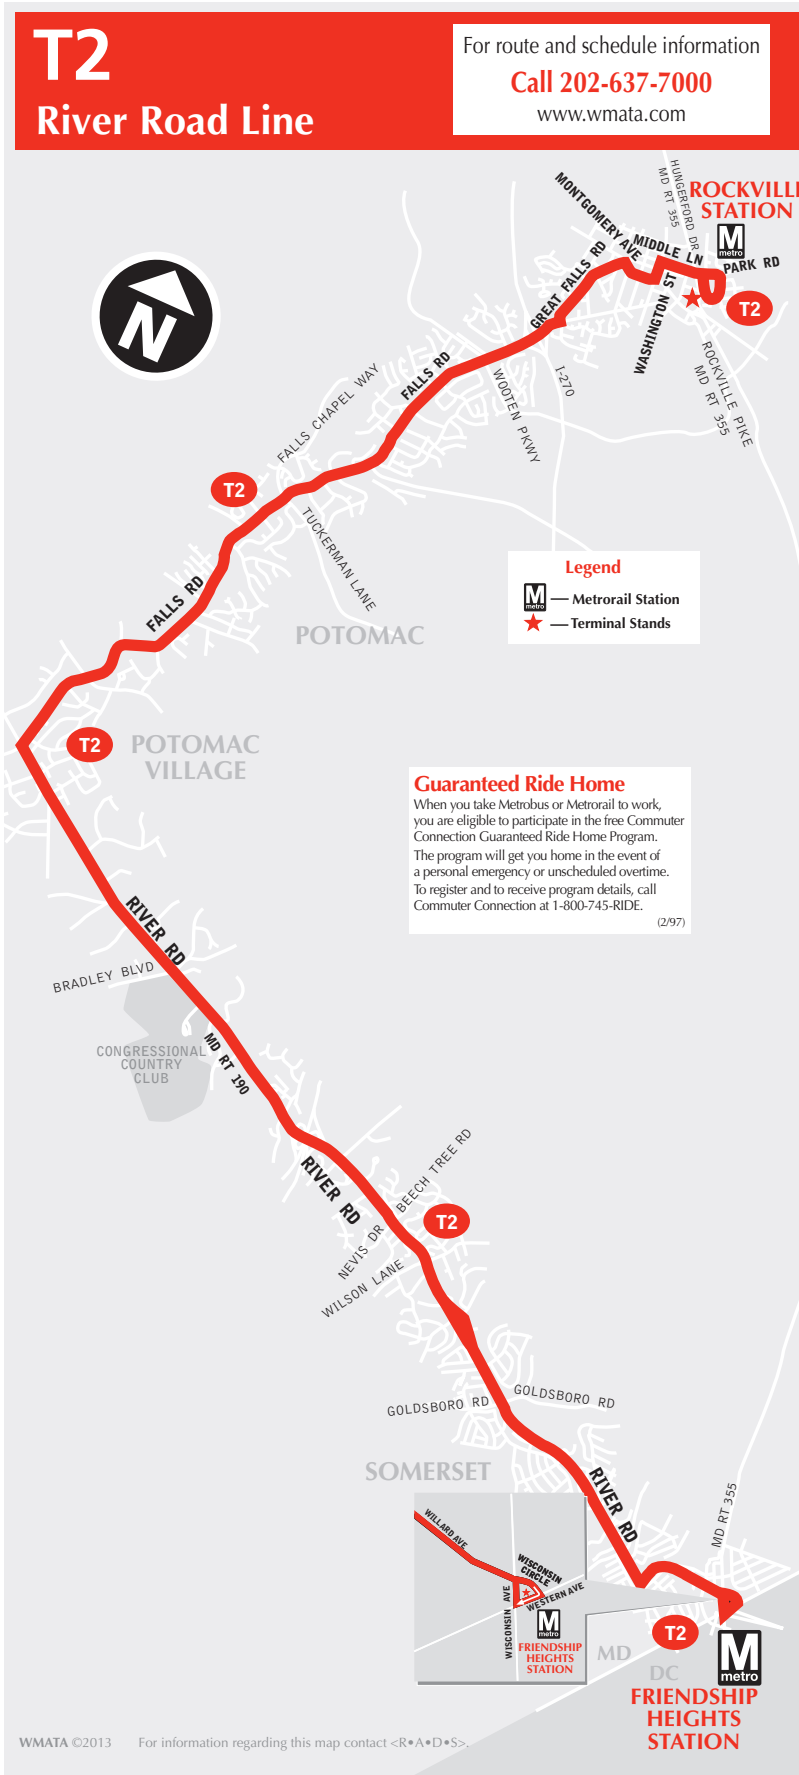 T2
River Road Line
For route and schedule information
Call 202-637-7000
www.wmata.com
HUNGERFORD DR
MD RT 355
ROCKVILLE
STATION
M
metro
MONTGOMERY AVE
MIDDLE LN
PARK RD
GREAT FALLS RD
WASHINGTON ST
T2
N
FALLS RD
I-270
ROCKVILLE PIKE
MD RT 355
FALLS CHAPEL WAY
WOOTEN PKWY
T2
TUCKERMAN LANE
FALLS RD
POTOMAC
Legend
M
metro
— Metrorail Station
— Terminal Stands
T2
POTOMAC
VILLAGE
Guaranteed Ride Home
When you take Metrobus or Metrorail to work,
you are eligible to participate in the free Commuter
Connection Guaranteed Ride Home Program.
The program will get you home in the event of
a personal emergency or unscheduled overtime.
To register and to receive program details, call
Commuter Connection at 1-800-745-RIDE.
(2/97)
RIVER RD
BRADLEY BLVD
CONGRESSIONAL
COUNTRY
CLUB
MD RT 190
RIVER RD
BEECH TREE RD
T2
NEVIS DR
WILSON LANE
GOLDSBORO RD
GOLDSBORO RD
SOMERSET
RIVER RD
MD RT 355
WILLARD AVE
WISCONSIN
CIRCLE
WISCONSIN AVE
WESTERN AVE
M
metro
FRIENDSHIP
HEIGHTS
STATION
T2
MD
DC
M
metro
FRIENDSHIP
HEIGHTS
STATION
WMATA ©2013 For information regarding this map contact <R•A•D•S>.